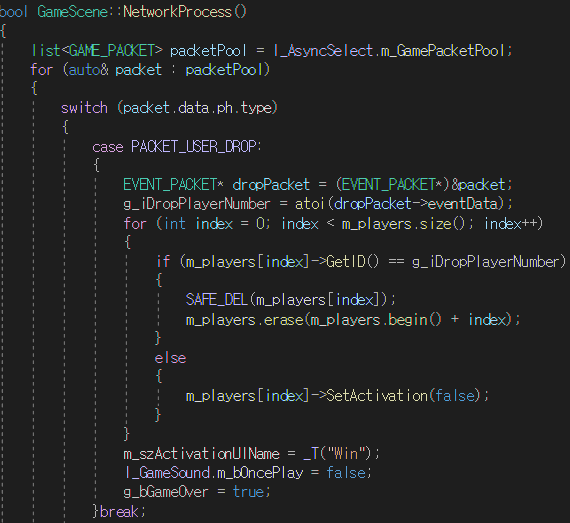 bool GameScene::NetworkProcess()
{
    list<GAME_PACKET> packetPool = I_AsyncSelect.m_GamePacketPool;
    for (auto& packet : packetPool)
    {
        switch (packet.data.ph.type)
        {
            case PACKET_USER_DROP:
            {
                EVENT_PACKET* dropPacket = (EVENT_PACKET*)&packet;
                g_iDropPlayerNumber = atoi(dropPacket->eventData);
                for (int index = 0; index < m_players.size(); index++)
                {
                    if (m_players[index]->GetID() == g_iDropPlayerNumber)
                    {
                        SAFE_DEL(m_players[index]);
                        m_players.erase(m_players.begin() + index);
                    }
                    else
                    {
                        m_players[index]->SetActivation(false);
                    }
                }
                m_szActivationUIName = _T("Win");
                I_GameSound.m_bOncePlay = false;
                g_bGameOver = true;
            }break;